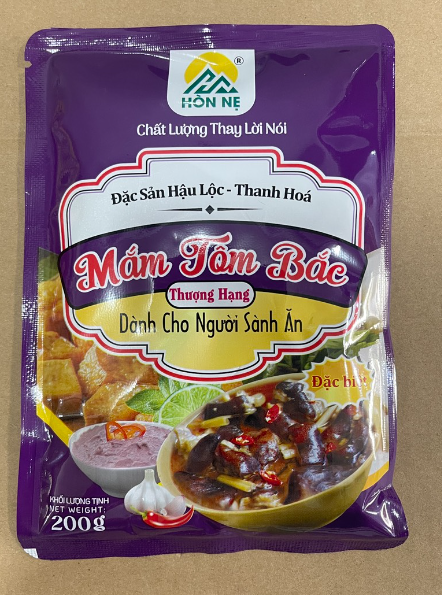 ®
HÒN NẸ
Chất Lượng Thay Lời Nói
Đặc Sản Hậu Lộc - Thanh Hoá
Mắm Tôm Bắc
Thượng Hạng
Dành Cho Người Sành Ăn
Đặc biệt
KHỐI LƯỢNG TỊNH
NET WEIGHT:
200g